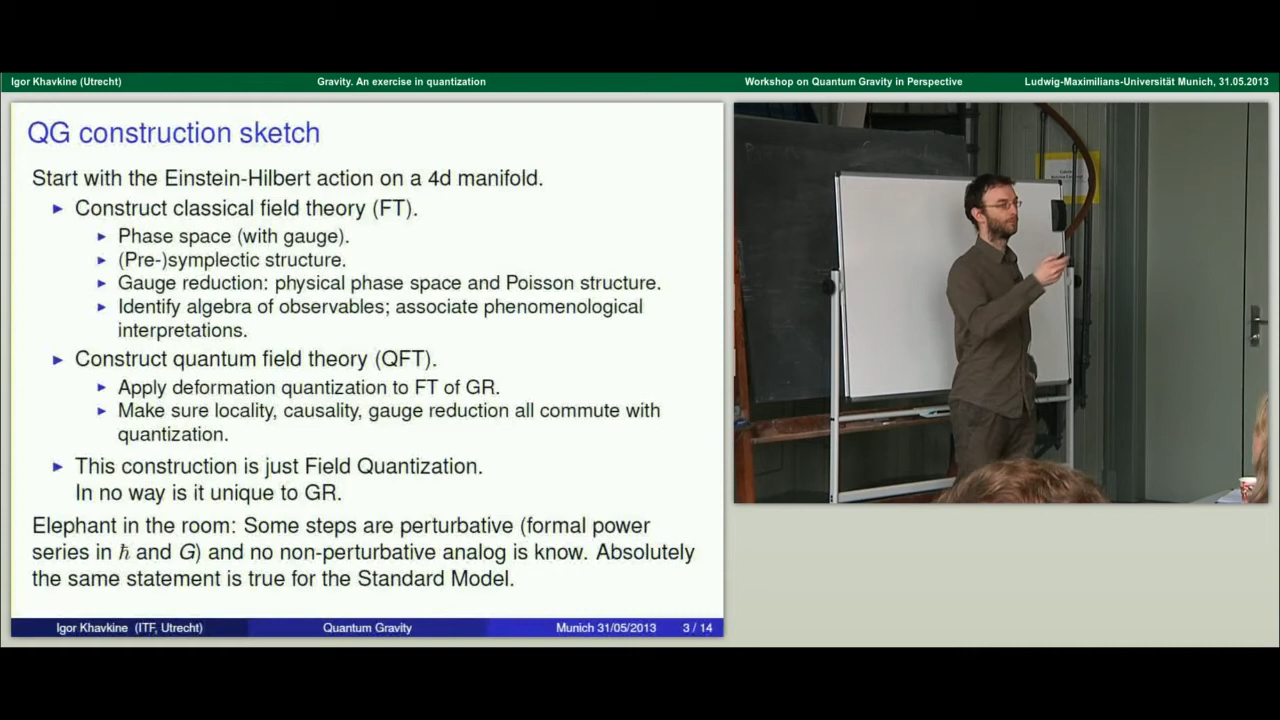 Igor Khavkine (Utrecht)
Gravity. An exercise in quantization
Workshop on Quantum Gravity in Perspective
Ludwig-Maximilians-Universität Munich, 31.05.2013
QG construction sketch
Start with the Einstein-Hilbert action on a 4d manifold.
▶ Construct classical field theory (FT).
▶ Phase space (with gauge).
▶ (Pre-)symplectic structure.
▶ Gauge reduction: physical phase space and Poisson structure.
▶ Identify algebra of observables; associate phenomenological
interpretations.
▶ Construct quantum field theory (QFT).
▶ Apply deformation quantization to FT of GR.
▶ Make sure locality, causality, gauge reduction all commute with
quantization.
▶ This construction is just Field Quantization.
In no way is it unique to GR.
Elephant in the room: Some steps are perturbative (formal power
series in ℏ and G) and no non-perturbative analog is know. Absolutely
the same statement is true for the Standard Model.
Igor Khavkine (ITF, Utrecht)
Quantum Gravity
Munich 31/05/2013
3 / 14